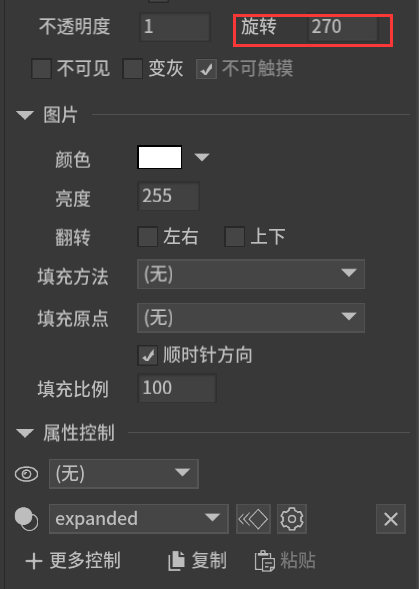 不透明度 1 旋转 270
不可见 变灰 不可触摸
图片
颜色
亮度 255
翻转 左右 上下
填充方法 (无)
填充原点 (无)
顺时针方向
填充比例 100
属性控制
(无)
expanded
更多控制 复制 粘贴